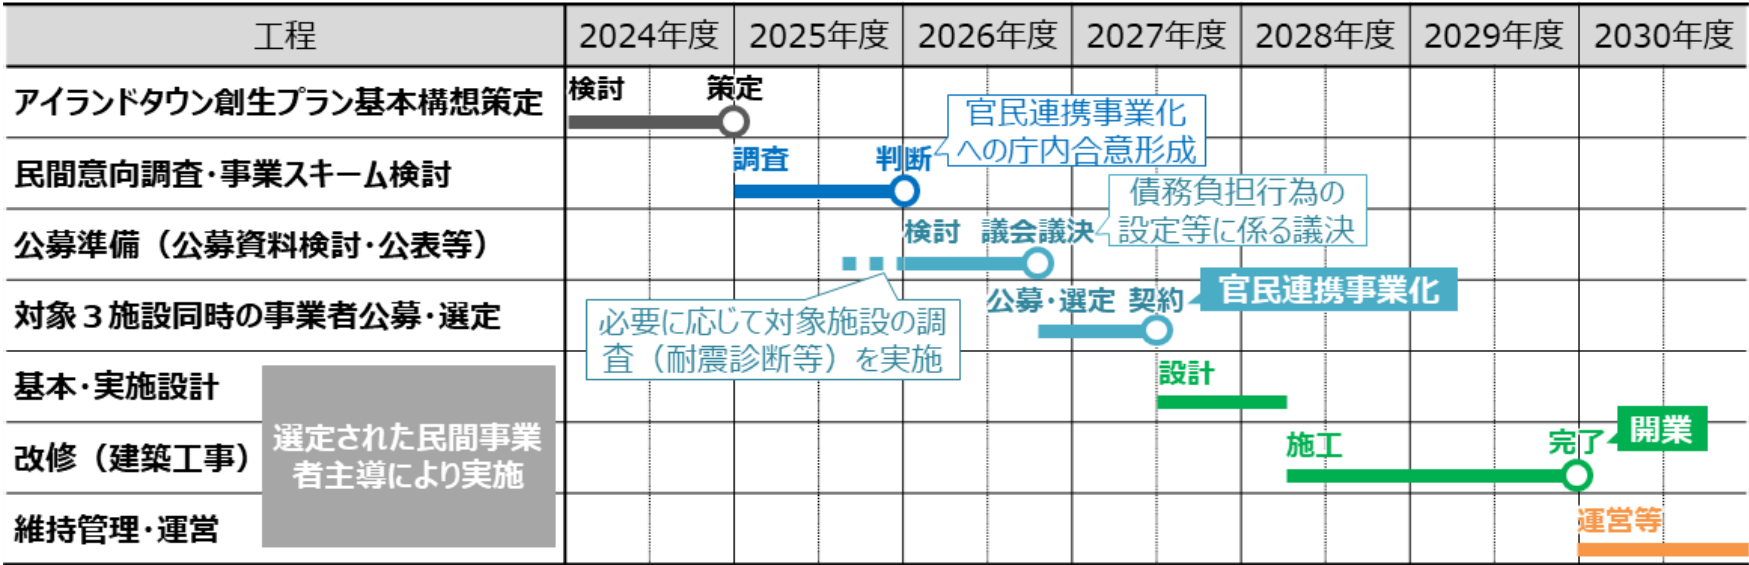 工程
2024年度
2025年度
2026年度
2027年度
2028年度
2029年度
2030年度
アイランドタウン創生プラン基本構想策定
検討
策定
官民連携事業化
への庁内合意形成
民間意向調査・事業スキーム検討
調査
判断
債務負担行為の
設定等に係る議決
公募準備（公募資料検討・公表等）
検討
議会議決
対象３施設同時の事業者公募・選定
公募・選定
契約
官民連携事業化
必要に応じて対象施設の調
査（耐震診断等）を実施
基本・実施設計
設計
選定された民間事業
者主導により実施
改修（建築工事）
施工
完了
開業
維持管理・運営
運営等